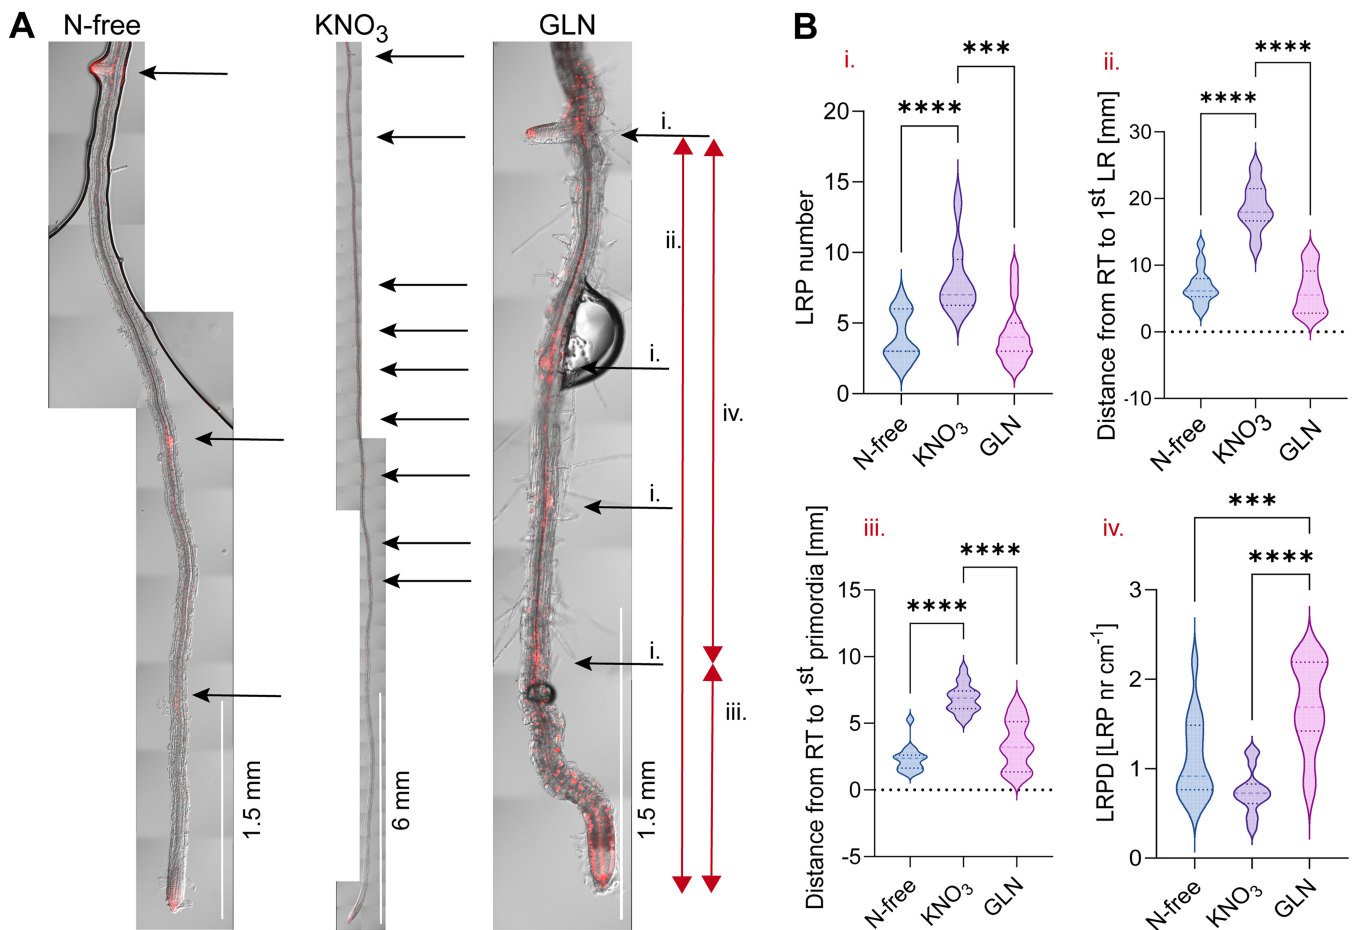 A
N-free
KNO3
GLN
i.
ii.
i.
iv.
i.
i.
iii.
1.5 mm
6 mm
1.5 mm
B
i.
***
****
LRP number
20
15
10
5
0
N-free
KNO3
GLN
ii.
****
****
Distance from RT to 1st LR [mm]
30
20
10
0
-10
N-free
KNO3
GLN
iii.
****
****
Distance from RT to 1st primordia [mm]
15
10
5
0
-5
N-free
KNO3
GLN
iv.
***
****
LRPD [LRP nr cm-1]
3
2
1
0
N-free
KNO3
GLN